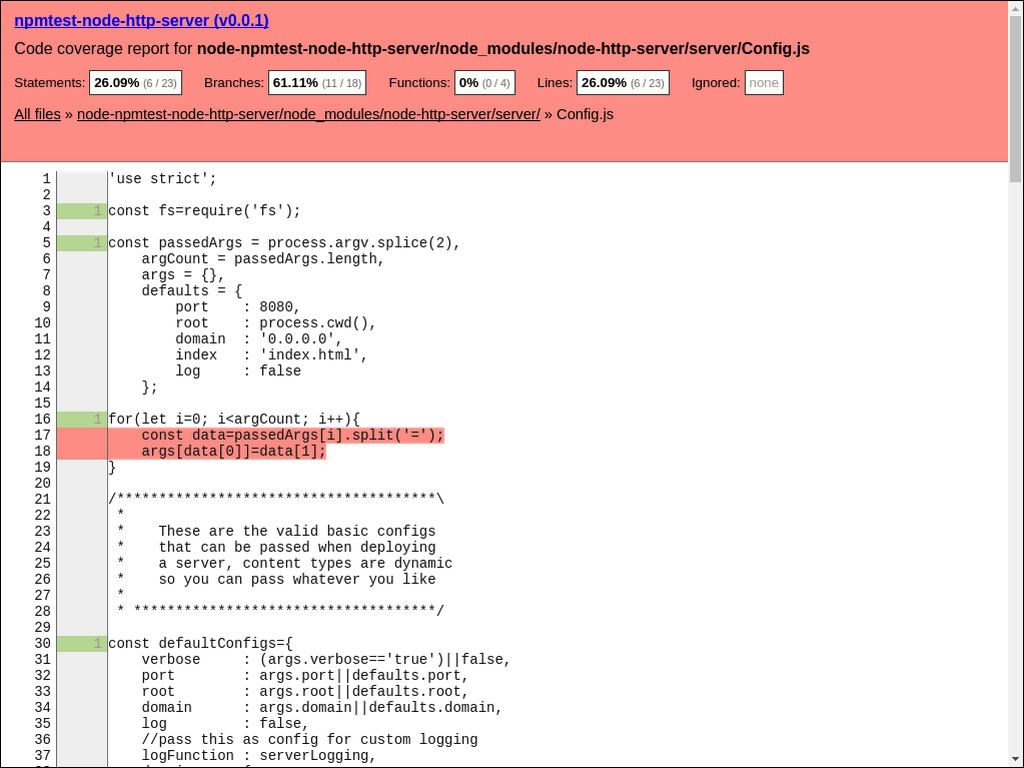 npmtest-node-http-server (v0.0.1)
Code coverage report for node-npmtest-node-http-server/node_modules/node-http-server/server/Config.js
Statements: 26.09% (6 / 23) Branches: 61.11% (11 / 18) Functions: 0% (0 / 4) Lines: 26.09% (6 / 23) Ignored: none
All files » node-npmtest-node-http-server/node_modules/node-http-server/server/ » Config.js
1 'use strict';
2
3 1 const fs=require('fs');
4
5 1 const passedArgs = process.argv.splice(2),
6     argCount = passedArgs.length,
7     args = {},
8     defaults = {
9         port    : 8080,
10         root    : process.cwd(),
11         domain  : '0.0.0.0',
12         index   : 'index.html',
13         log     : false
14     };
15
16 1 for(let i=0; i<argCount; i++){
17     const data=passedArgs[i].split('=');
18     args[data[0]]=data[1];
19 }
20
21 /**************************************\
22  *
23  *    These are the valid basic configs
24  *    that can be passed when deploying
25  *    a server, content types are dynamic
26  *    so you can pass whatever you like
27  *
28  * ************************************/
29
30 1 const defaultConfigs={
31     verbose     : (args.verbose=='true')||false,
32     port        : args.port||defaults.port,
33     root        : args.root||defaults.root,
34     domain      : args.domain||defaults.domain,
35     log         : false,
36     //pass this as config for custom logging
37     logFunction : serverLogging,